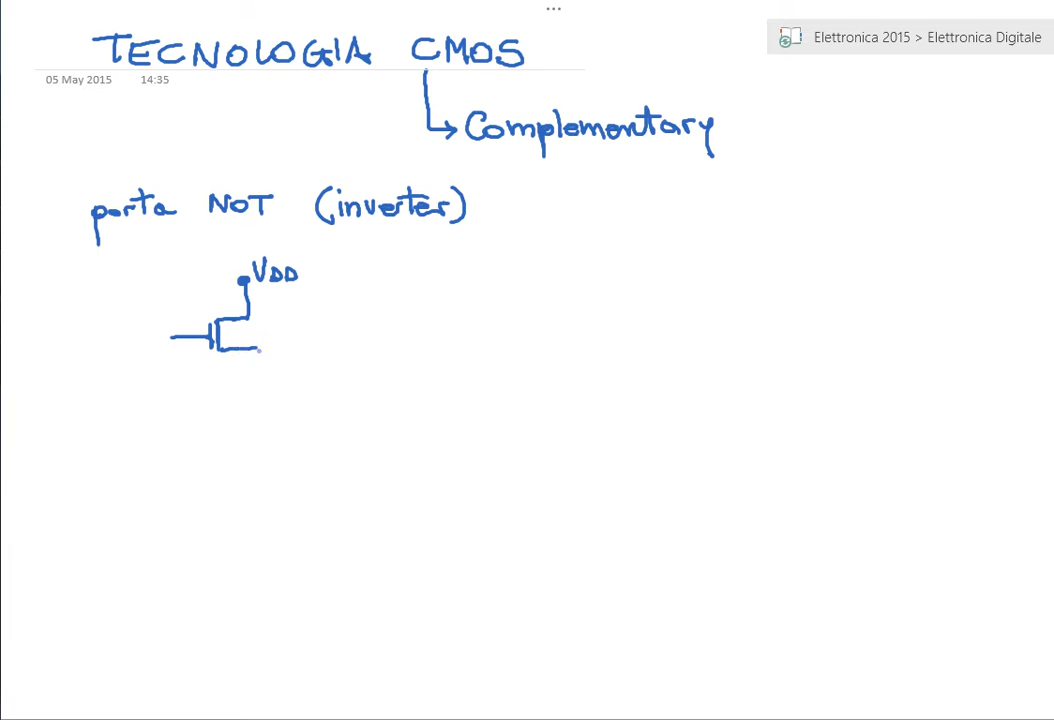 TECNOLOGIA CMOS
Elettronica 2015 > Elettronica Digitale
05 May 2015 14:35
Complementary
porta NOT (inverter)
VDD